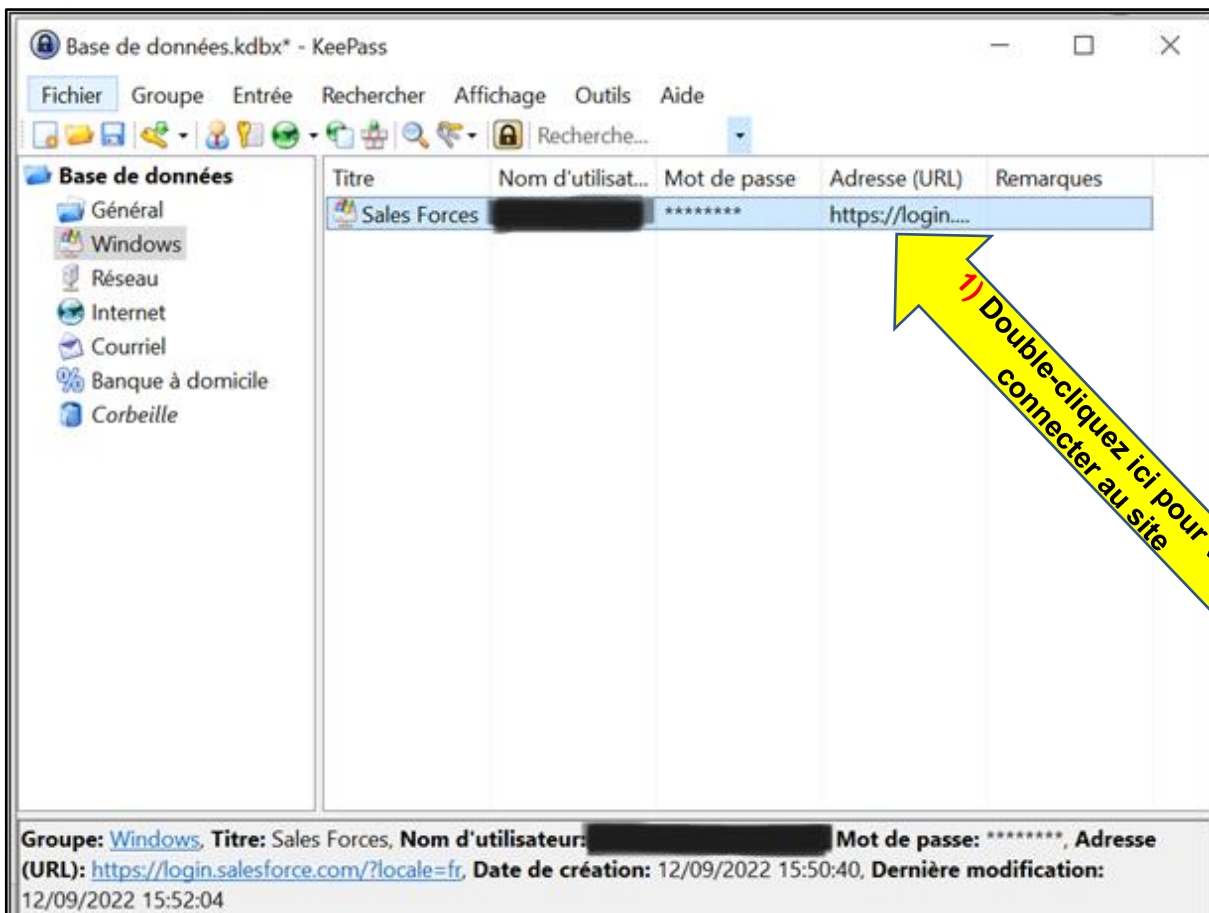 Base de données.kdbx* - KeePass
Fichier Groupe Entrée Rechercher Affichage Outils Aide
Recherche...
Base de données
Général
Windows
Réseau
Internet
Courriel
Banque à domicile
Corbeille
Titre Nom d'utilisat... Mot de passe Adresse (URL) Remarques
Sales Forces ******** https://login....
1) Double-cliquez ici pour
connecter au site
Groupe: Windows, Titre: Sales Forces, Nom d'utilisateur: Mot de passe: ********, Adresse
(URL): https://login.salesforce.com/?locale=fr, Date de création: 12/09/2022 15:50:40, Dernière modification:
12/09/2022 15:52:04